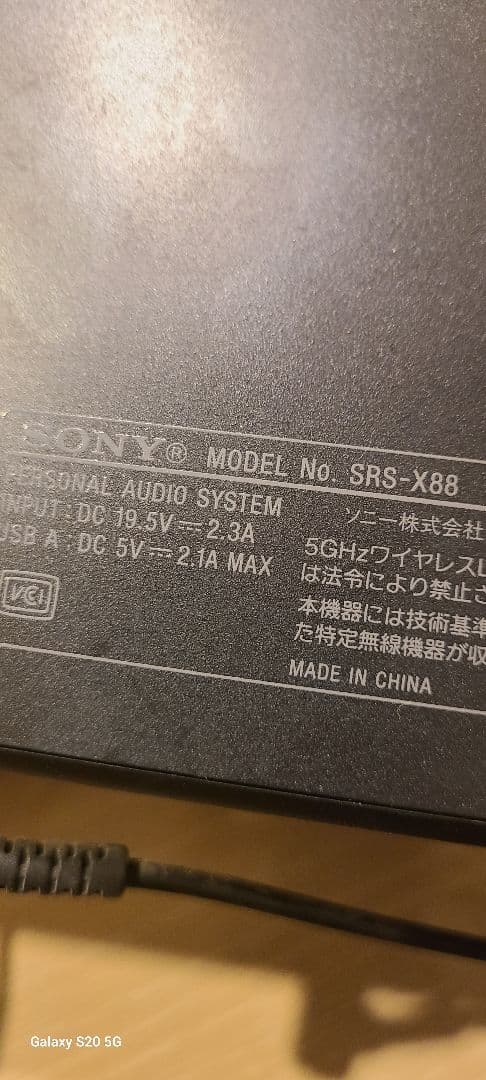 SONY® MODEL No. SRS-X88
PERSONAL AUDIO SYSTEM
INPUT : DC 19.5V⎓2.3A
USB A : DC 5V⎓2.1A MAX
VCI
ソニー株式会社
5GHzワイヤレスL
は法令により禁止さ
本機器には技術基準
た特定無線機器が収
MADE IN CHINA
Galaxy S20 5G